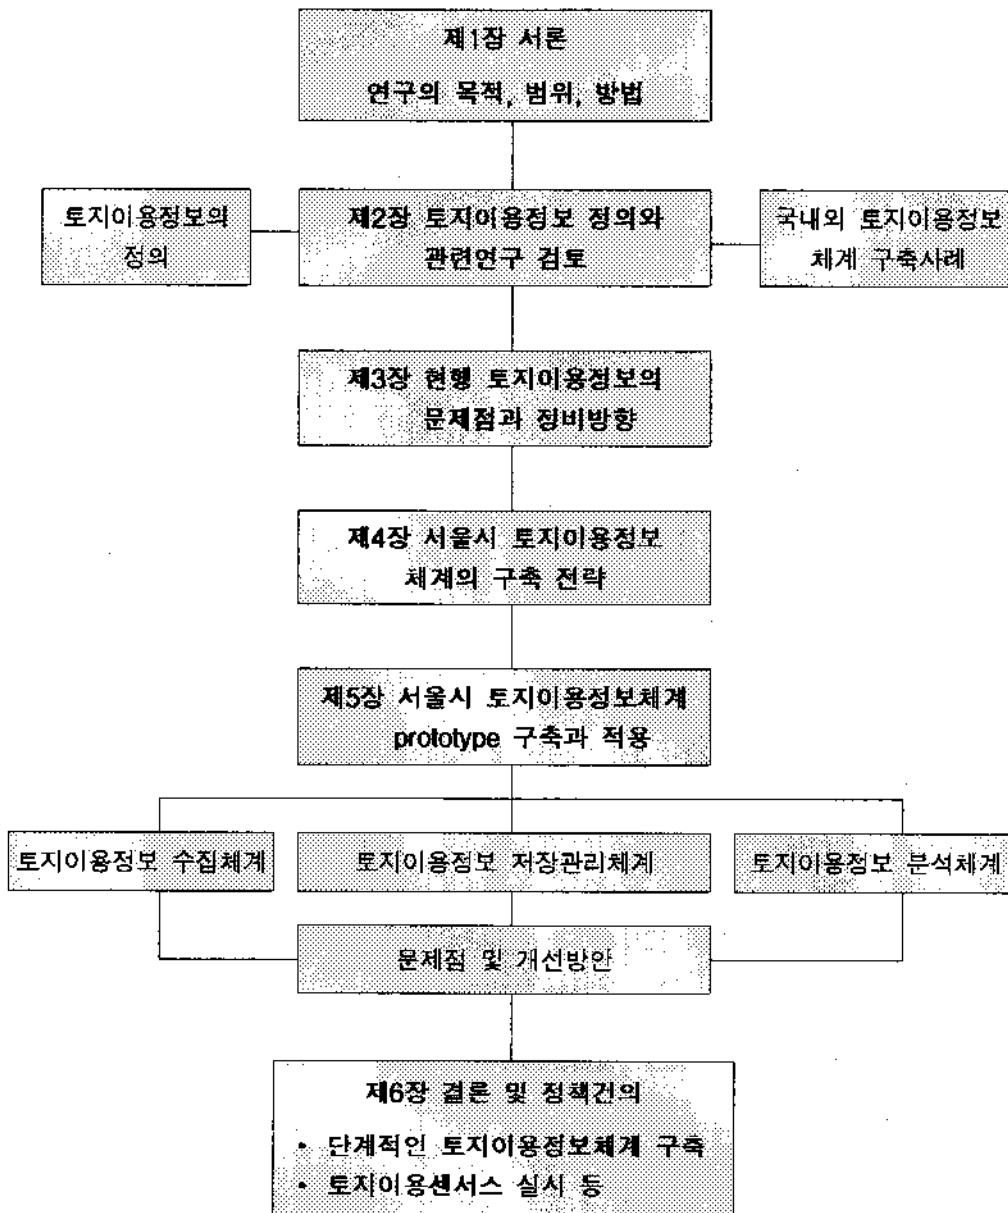 제1장 서론
연구의 목적, 범위, 방법
토지이용정보의
정의
제2장 토지이용정보 정의와
관련연구 검토
국내외 토지이용정보
체계 구축사례
제3장 현행 토지이용정보의
문제점과 정비방향
제4장 서울시 토지이용정보
체계의 구축 전략
제5장 서울시 토지이용정보체계
prototype 구축과 적용
토지이용정보 수집체계
토지이용정보 저장관리체계
토지이용정보 분석체계
문제점 및 개선방안
제6장 결론 및 정책건의
• 단계적인 토지이용정보체계 구축
• 토지이용센서스 실시 등